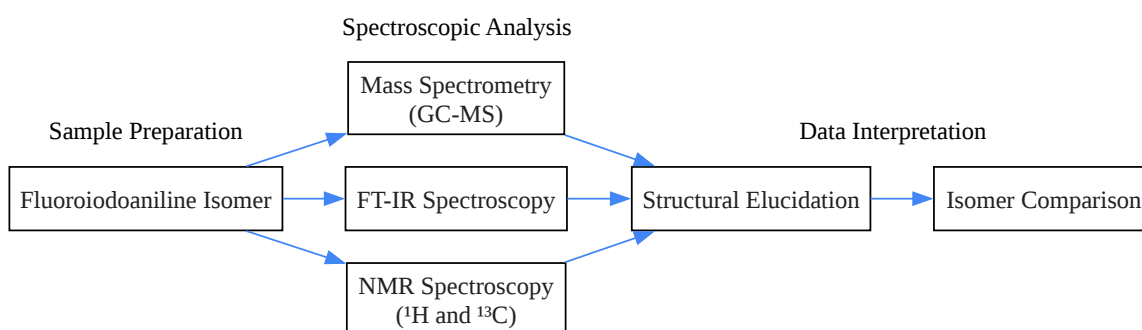 Spectroscopic Analysis
Mass Spectrometry
(GC-MS)
Sample Preparation
Data Interpretation
Fluoroiodoaniline Isomer
FT-IR Spectroscopy
Structural Elucidation
Isomer Comparison
NMR Spectroscopy
(¹H and ¹³C)